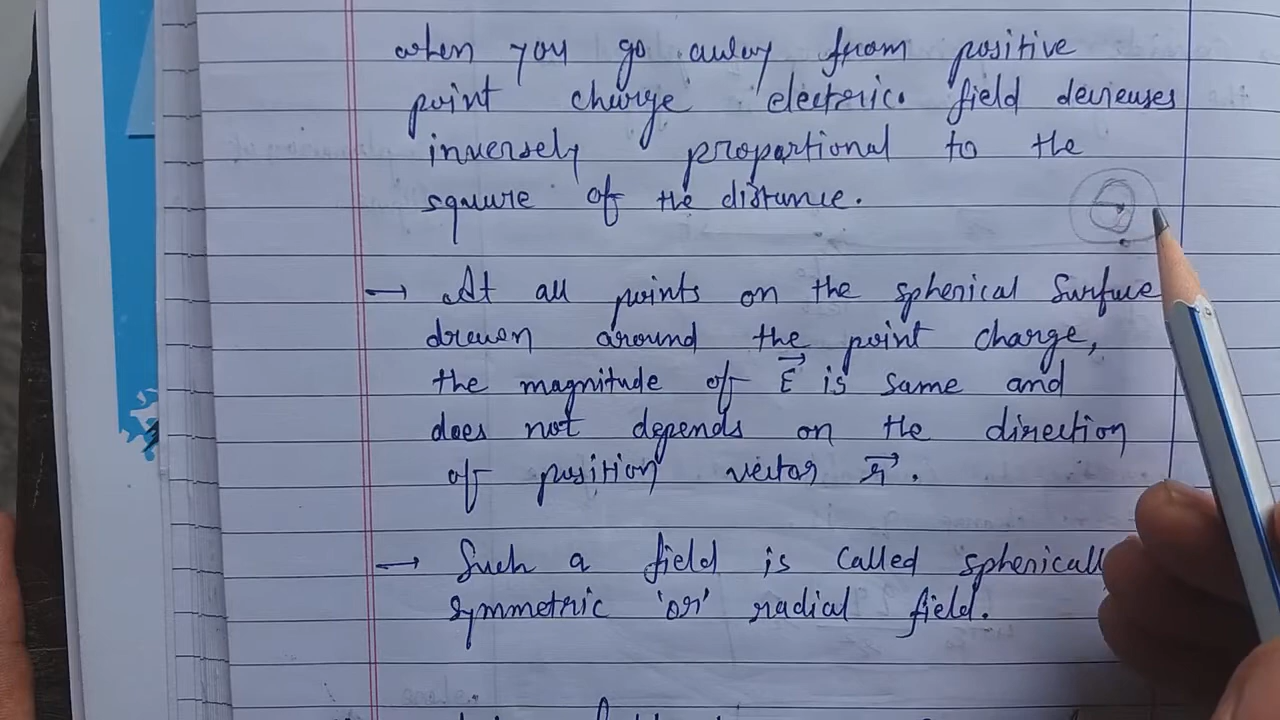 when you go away from positive
point charge electric field decreases
inversely proportional to the
square of the distance.
→ At all points on the spherical surface
drawn around the point charge,
the magnitude of E⃗ is same and
does not depends on the direction
of position vector r⃗.
→ Such a field is called spherically
symmetric 'or' radial field.